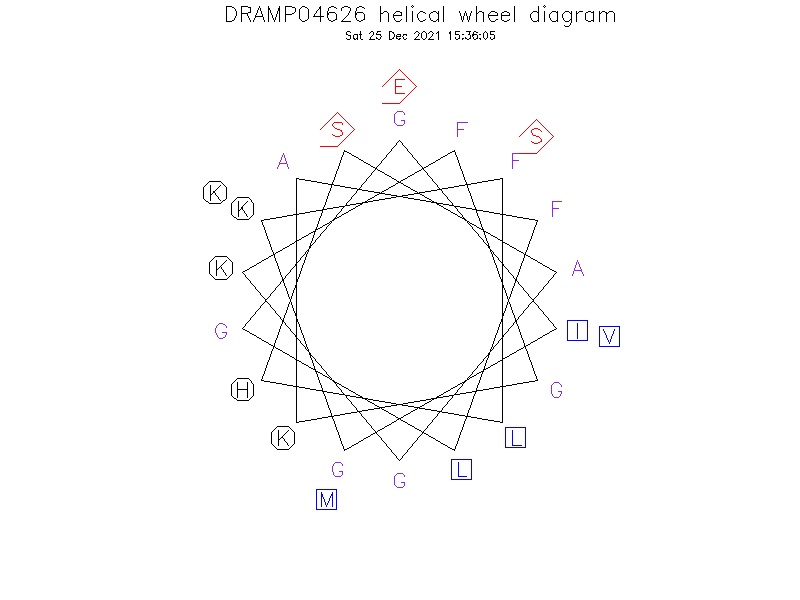 DRAMP04626 helical wheel diagram
Sat 25 Dec 2021 15:36:05
E
S G F S
A F
K K F
K A
G I V
H G
K L
G G L
M